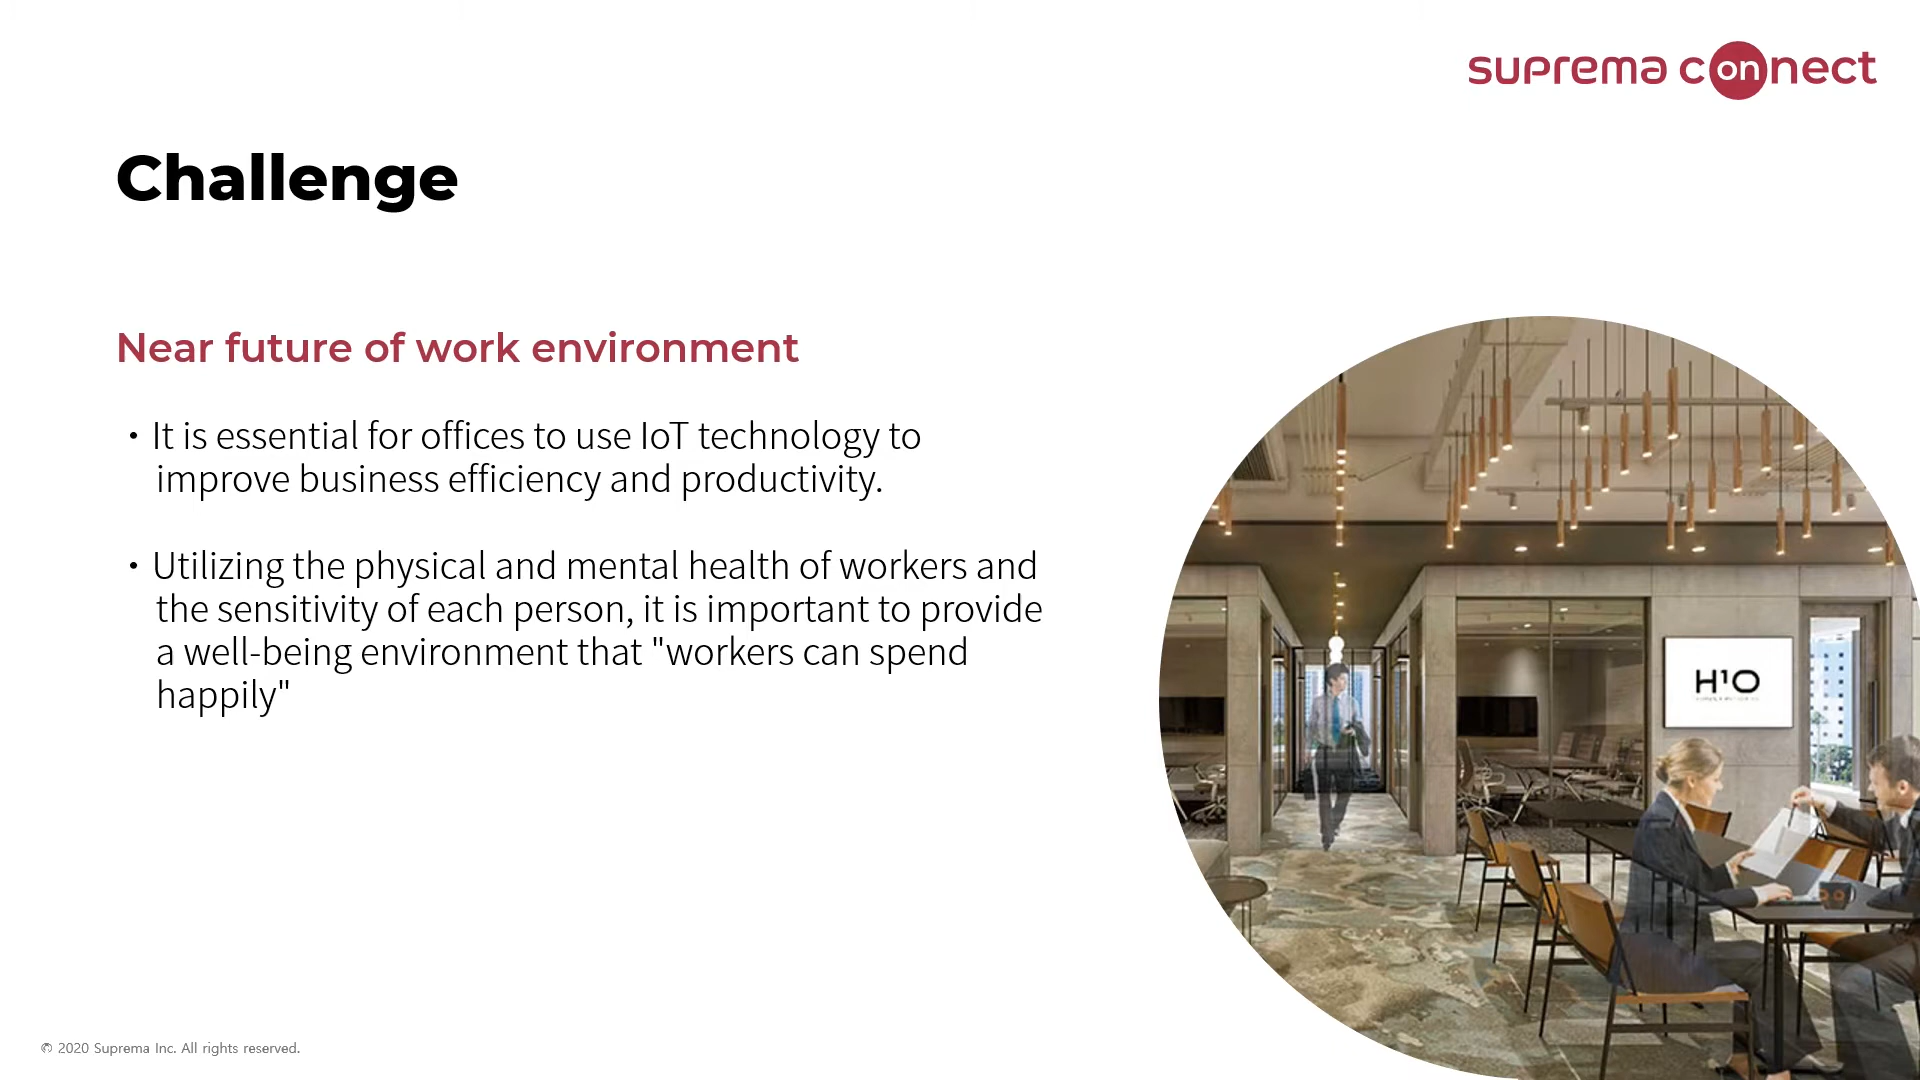 suprema connect
Challenge
Near future of work environment
• It is essential for offices to use IoT technology to
improve business efficiency and productivity.
• Utilizing the physical and mental health of workers and
the sensitivity of each person, it is important to provide
a well-being environment that "workers can spend
happily"
H¹O
© 2020 Suprema Inc. All rights reserved.